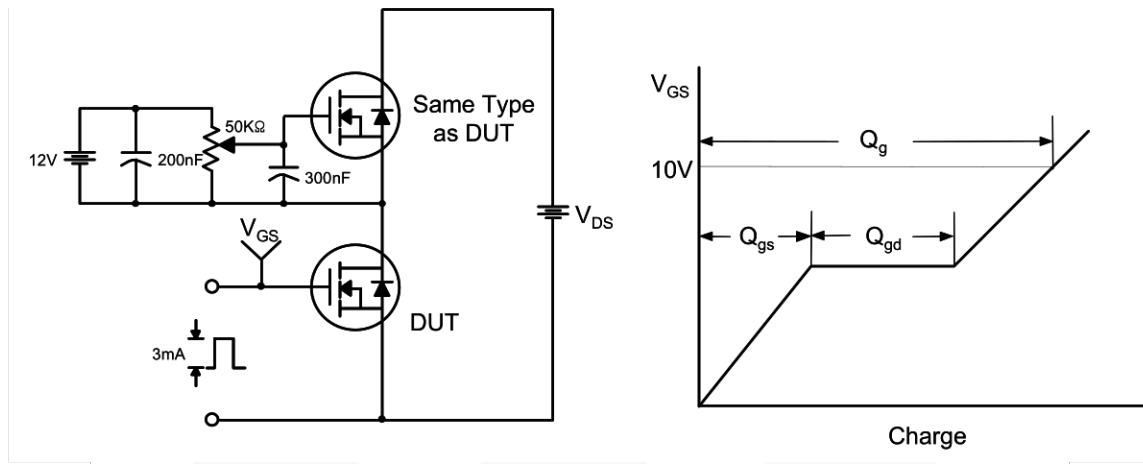 12V
200nF
50KΩ
300nF
Same Type
as DUT
V_DS
V_GS
DUT
3mA
V_GS
10V
Q_g
Q_gs
Q_gd
Charge